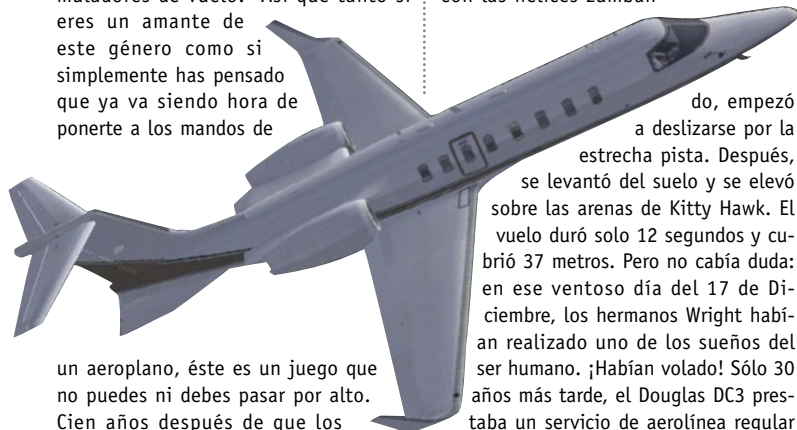 eres un amante de
este género como si
simplemente has pensado
que ya va siendo hora de
ponerte a los mandos de
un aeroplano, éste es un juego que
no puedes ni debes pasar por alto.
Cien años después de que los
do, empezó
a deslizarse por la
estrecha pista. Después,
se levantó del suelo y se elevó
sobre las arenas de Kitty Hawk. El
vuelo duró solo 12 segundos y cu-
brió 37 metros. Pero no cabía duda:
en ese ventoso día del 17 de Di-
ciembre, los hermanos Wright habí-
an realizado uno de los sueños del
ser humano. ¡Habían volado! Sólo 30
años más tarde, el Douglas DC3 pres-
taba un servicio de aerolínea regular